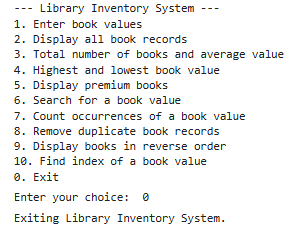 --- Library Inventory System ---
1. Enter book values
2. Display all book records
3. Total number of books and average value
4. Highest and lowest book value
5. Display premium books
6. Search for a book value
7. Count occurrences of a book value
8. Remove duplicate book records
9. Display books in reverse order
10. Find index of a book value
0. Exit
Enter your choice:  0
Exiting Library Inventory System.